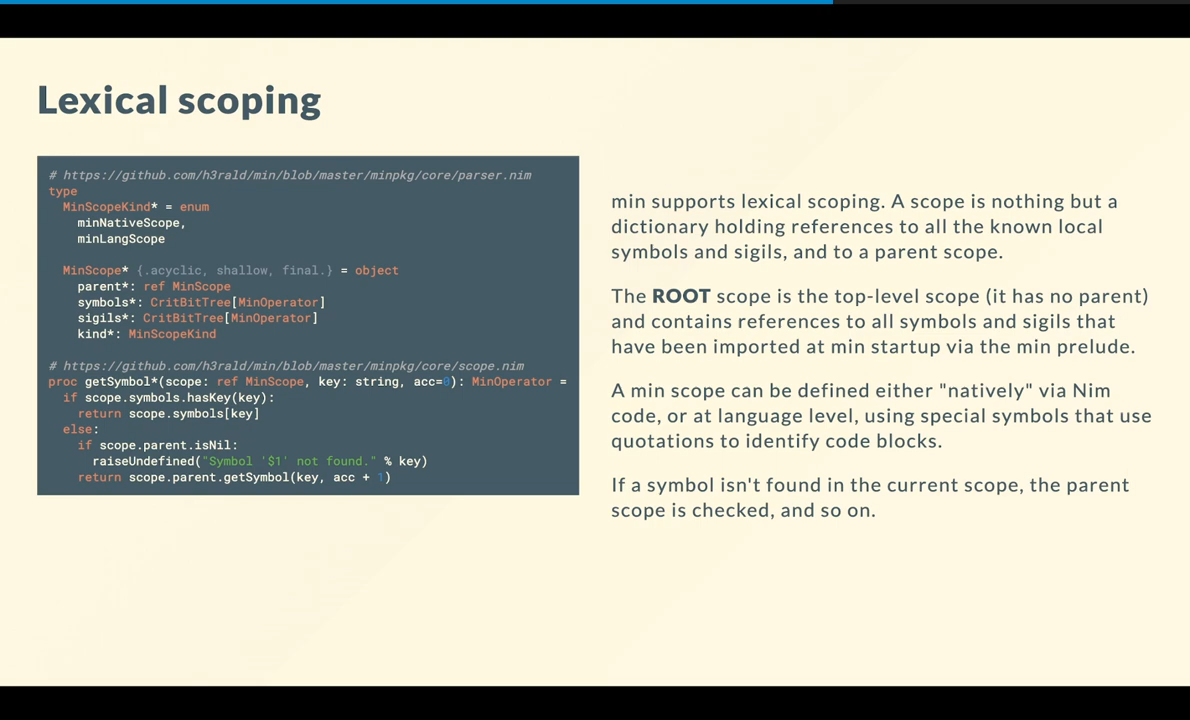 Lexical scoping
# https://github.com/h3rald/min/blob/master/minpkg/core/parser.nim
type
  MinScopeKind* = enum
    minNativeScope,
    minLangScope

  MinScope* {.acyclic, shallow, final.} = object
    parent*: ref MinScope
    symbols*: CritBitTree[MinOperator]
    sigils*: CritBitTree[MinOperator]
    kind*: MinScopeKind

# https://github.com/h3rald/min/blob/master/minpkg/core/scope.nim
proc getSymbol*(scope: ref MinScope, key: string, acc=0): MinOperator =
  if scope.symbols.hasKey(key):
    return scope.symbols[key]
  else:
    if scope.parent.isNil:
      raiseUndefined("Symbol '$1' not found." % key)
    return scope.parent.getSymbol(key, acc + 1)
min supports lexical scoping. A scope is nothing but a
dictionary holding references to all the known local
symbols and sigils, and to a parent scope.
The ROOT scope is the top-level scope (it has no parent)
and contains references to all symbols and sigils that
have been imported at min startup via the min prelude.
A min scope can be defined either "natively" via Nim
code, or at language level, using special symbols that use
quotations to identify code blocks.
If a symbol isn't found in the current scope, the parent
scope is checked, and so on.